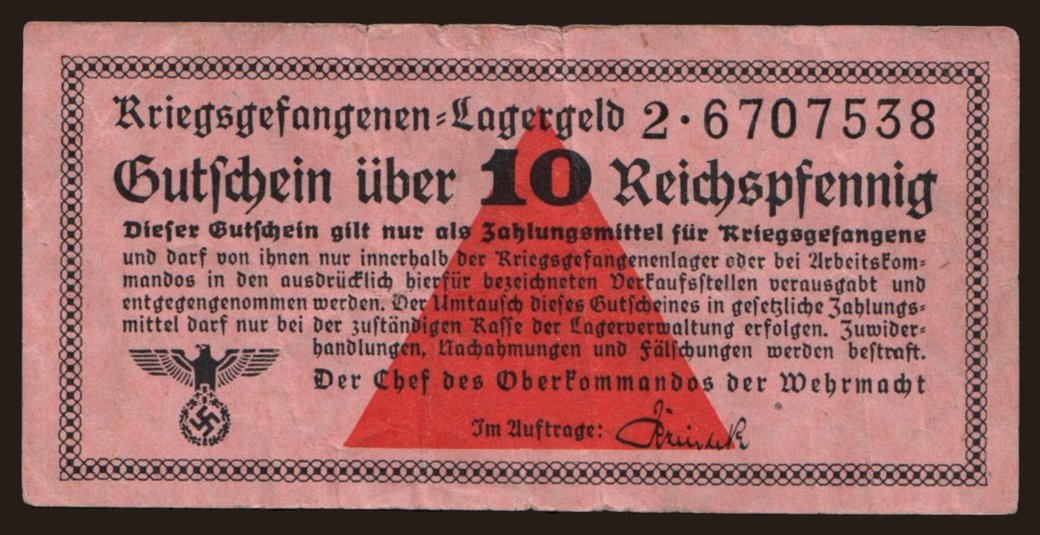 Kriegsgefangenen-Lagergeld 2·6707538
Gutschein über 10 Reichspfennig
Dieser Gutschein gilt nur als Zahlungsmittel für Kriegsgefangene
und darf von ihnen nur innerhalb der Kriegsgefangenenlager oder bei Arbeitskom-
mandos in den ausdrücklich hierfür bezeichneten Verkaufsstellen verausgabt und
entgegengenommen werden. Der Umtausch dieses Gutscheines in gesetzliche Zahlungs-
mittel darf nur bei der zuständigen Kasse der Lagerverwaltung erfolgen. Zuwider-
handlungen, Nachahmungen und Fälschungen werden bestraft.
Der Chef des Oberkommandos der Wehrmacht
Im Auftrage: